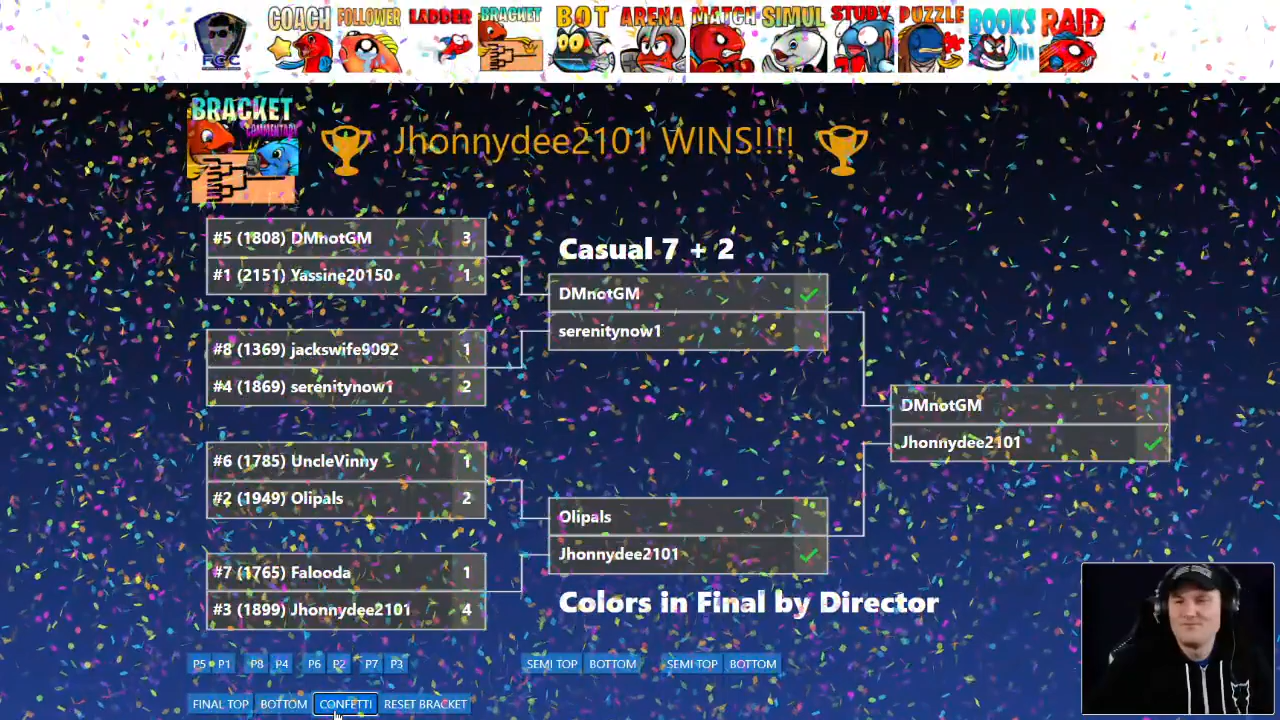 COACH FOLLOWER LADDER BRACKET BOT ARENA MATCH SIMUL STUDY PUZZLE BOOKS RAID
FGC
BRACKET
COMMENTARY
Jhonnydee2101 WINS!!!!
#5 (1808) DMnotGM 3
#1 (2151) Yassine20150 1
#8 (1369) jackswife9092 1
#4 (1869) serenitynow1 2
#6 (1785) UncleVinny 1
#2 (1949) Olipals 2
#7 (1765) Falooda 1
#3 (1899) Jhonnydee2101 4
Casual 7 + 2
DMnotGM
serenitynow1
Olipals
Jhonnydee2101
Colors in Final by Director
DMnotGM
Jhonnydee2101
P5 P1 P8 P4 P6 P2 P7 P3 SEMI TOP BOTTOM SEMI TOP BOTTOM
FINAL TOP BOTTOM CONFETTI RESET BRACKET